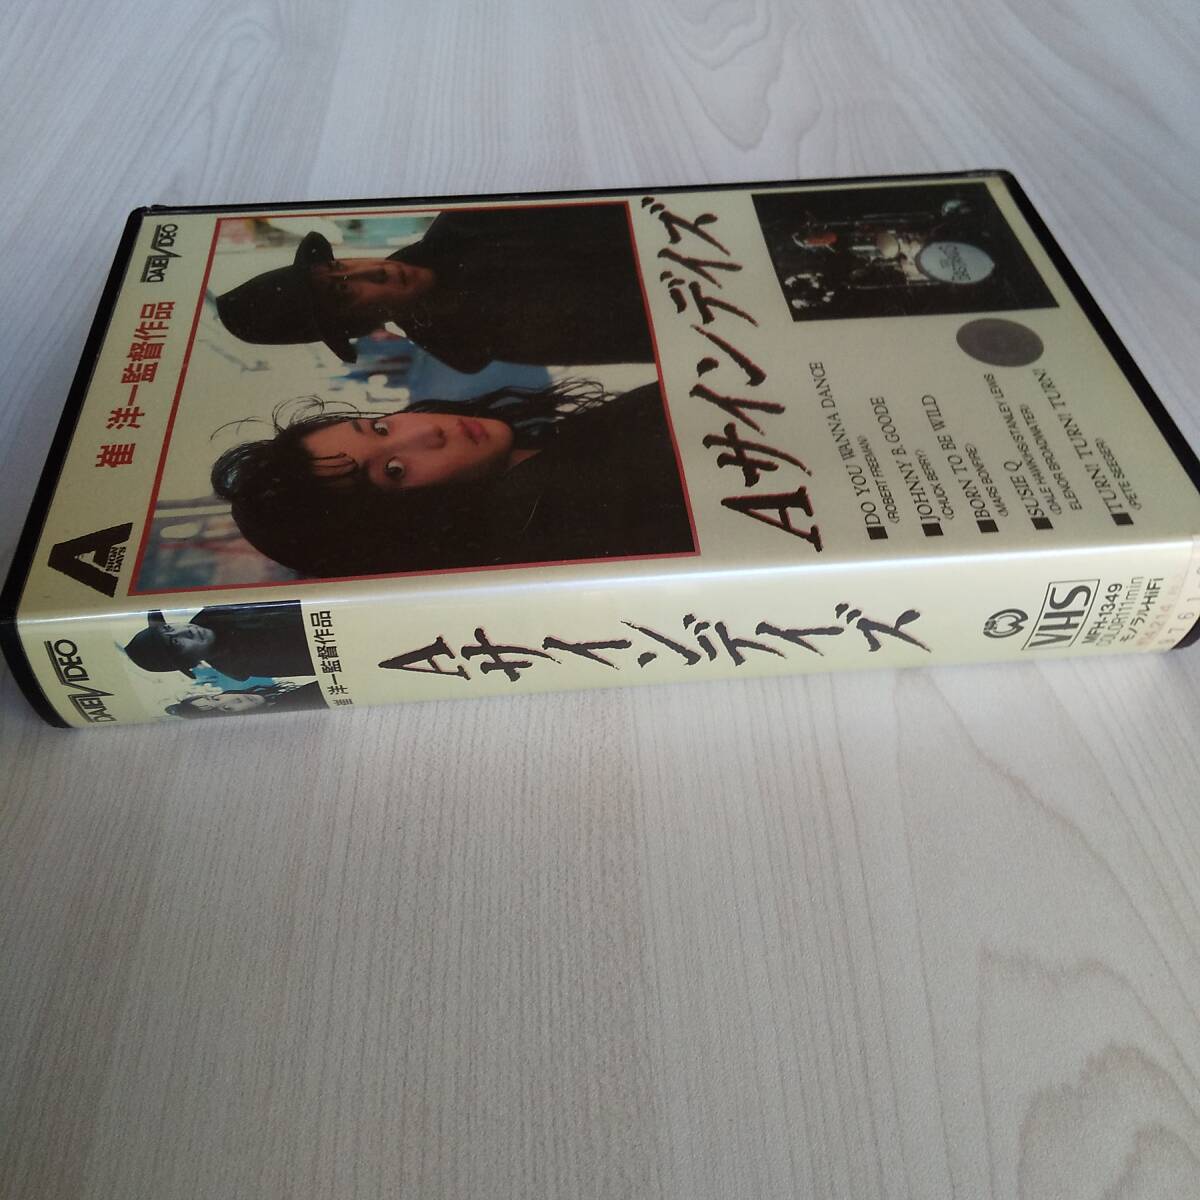 DAIEI VIDEO
崔洋一監督作品
A
SIGN
DAYS
Aサインデイズ
■DO YOU WANNA DANCE
(ROBERT FREEMAN)
■JOHNNY B. GOODE
(CHUCK BERRY)
■BORN TO BE WILD
(MARS BONFIRE)
■SUSIE Q
(DALE HAWKINS/STANLEY LEWIS
ELENOR BROADWATER)
■TURN! TURN! TURN!
(PETE SEEGER)
DAIEI VIDEO
崔洋一監督作品
Aサインデイズ
VHS
MFH-1349
COLOR111min
モノラル・HiFi